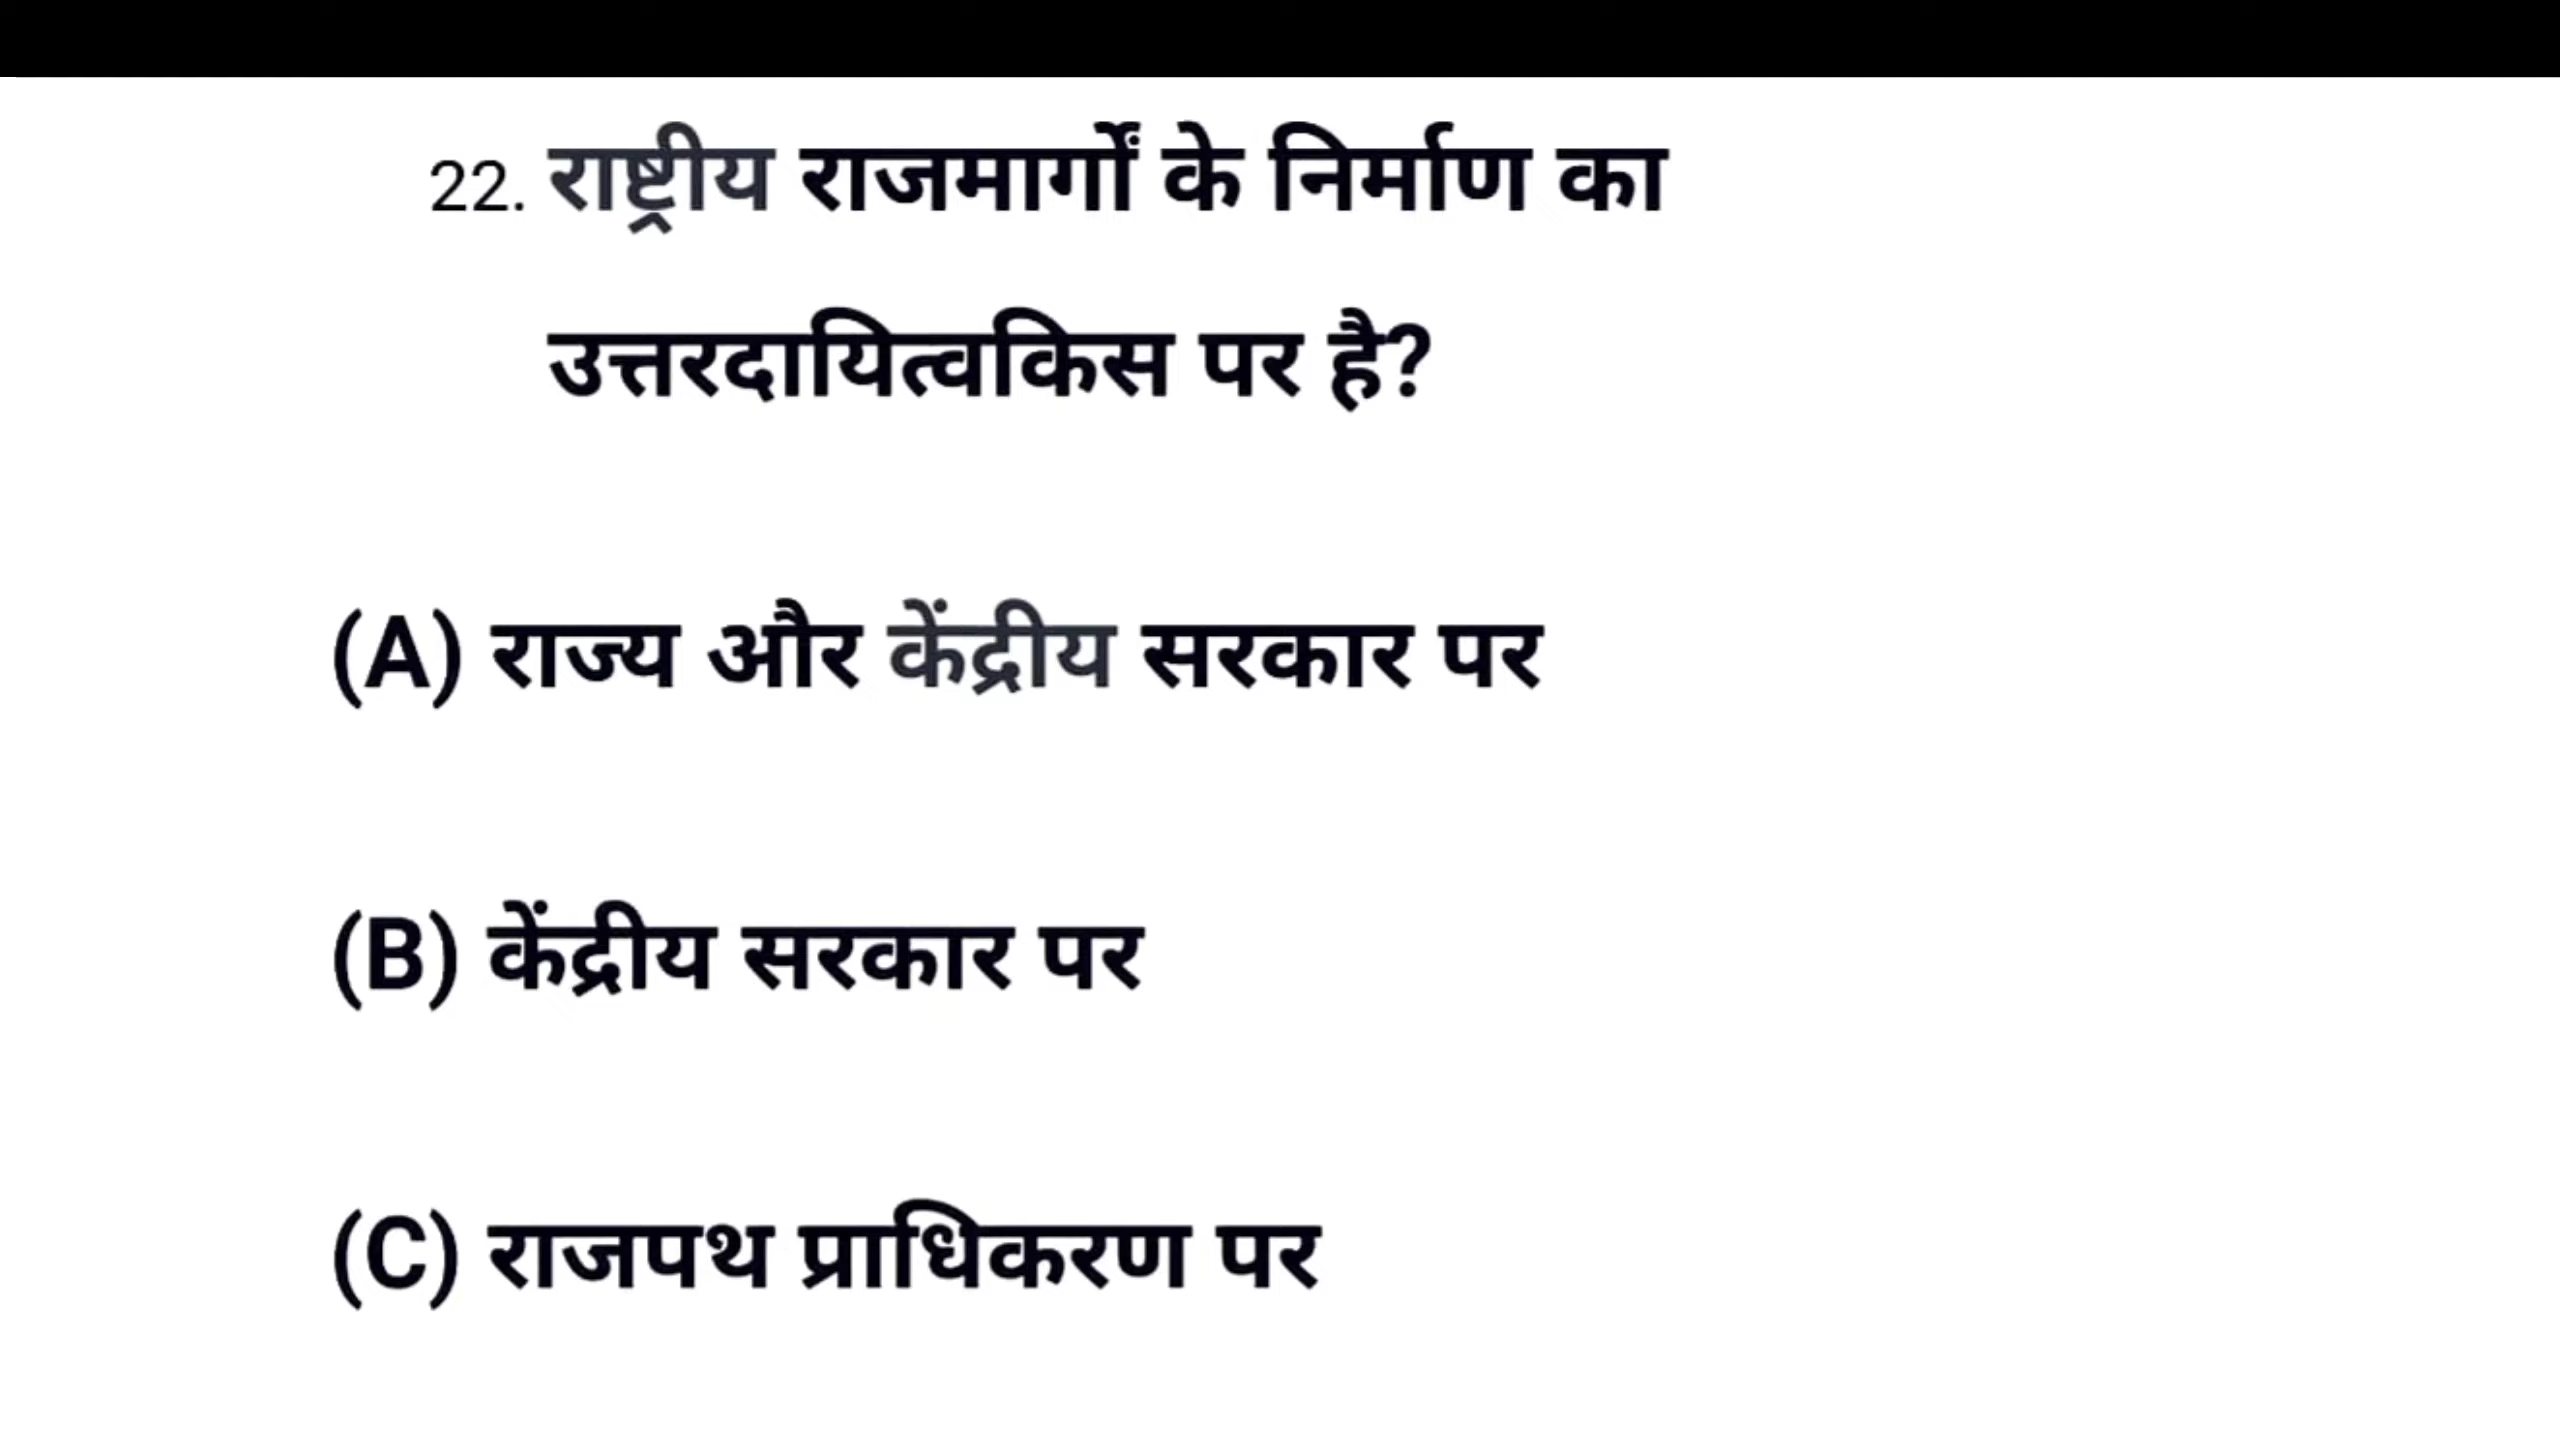 22. राष्ट्रीय राजमार्गों के निर्माण का
उत्तरदायित्वकिस पर है?
(A) राज्य और केंद्रीय सरकार पर
(B) केंद्रीय सरकार पर
(C) राजपथ प्राधिकरण पर